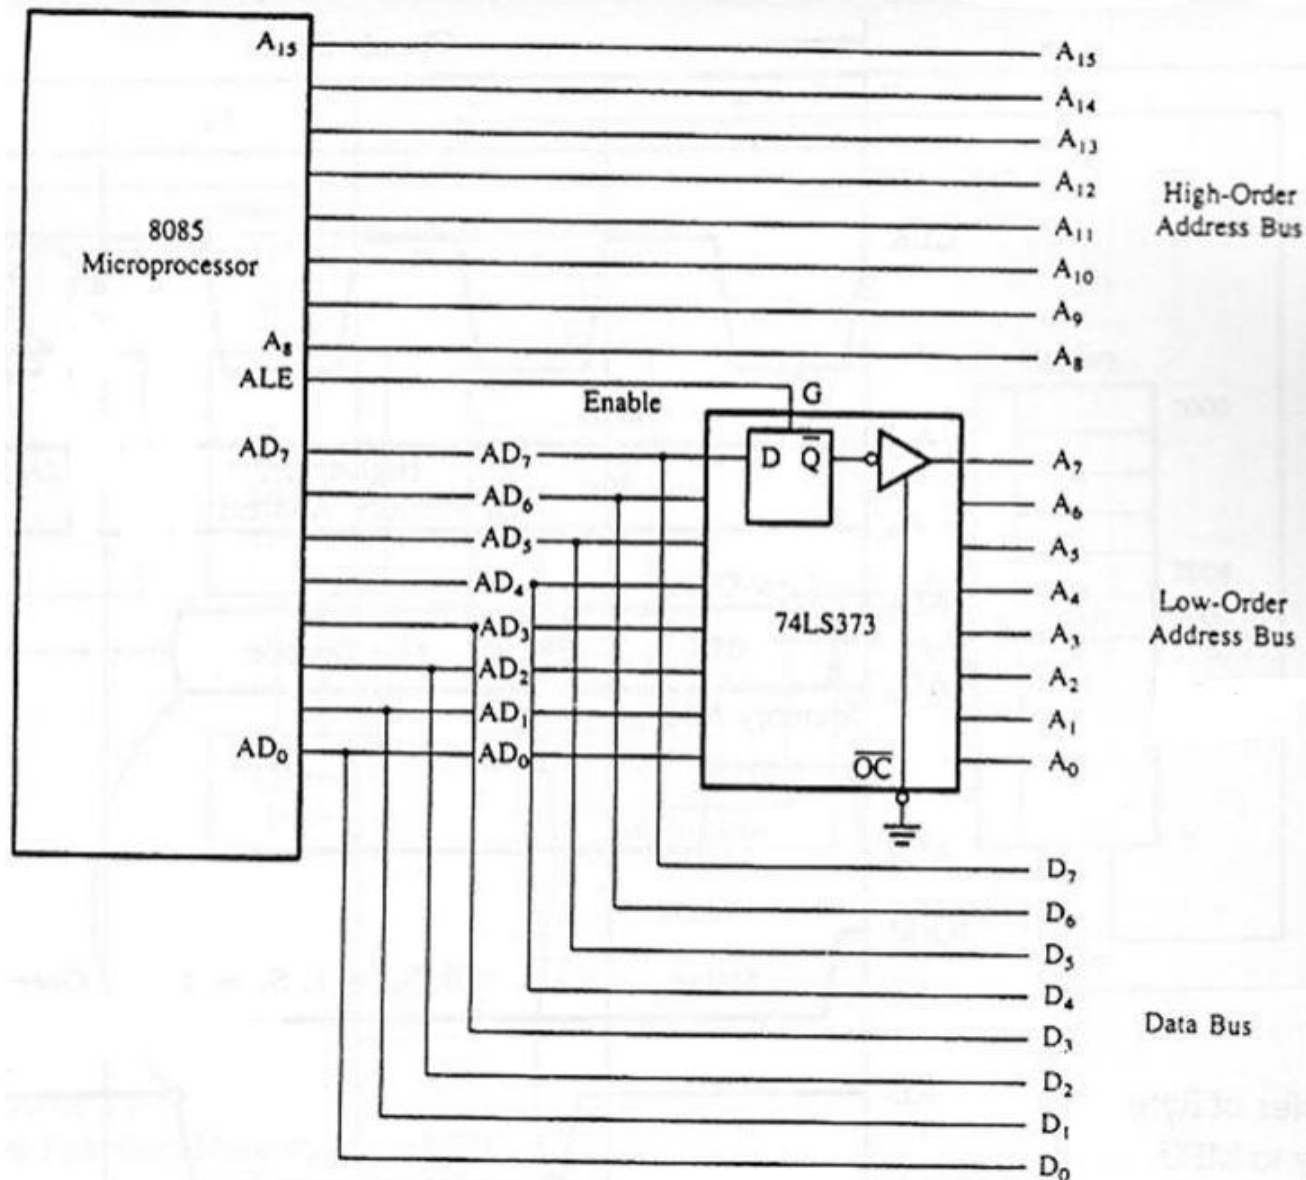 8085
Microprocessor
A15
A8
ALE
AD7
AD0
Enable
G
AD7
AD6
AD5
AD4
AD3
AD2
AD1
AD0
D Q̅
74LS373
O̅C̅
A15
A14
A13
A12
A11
A10
A9
A8
High-Order
Address Bus
A7
A6
A5
A4
A3
A2
A1
A0
Low-Order
Address Bus
D7
D6
D5
D4
D3
D2
D1
D0
Data Bus